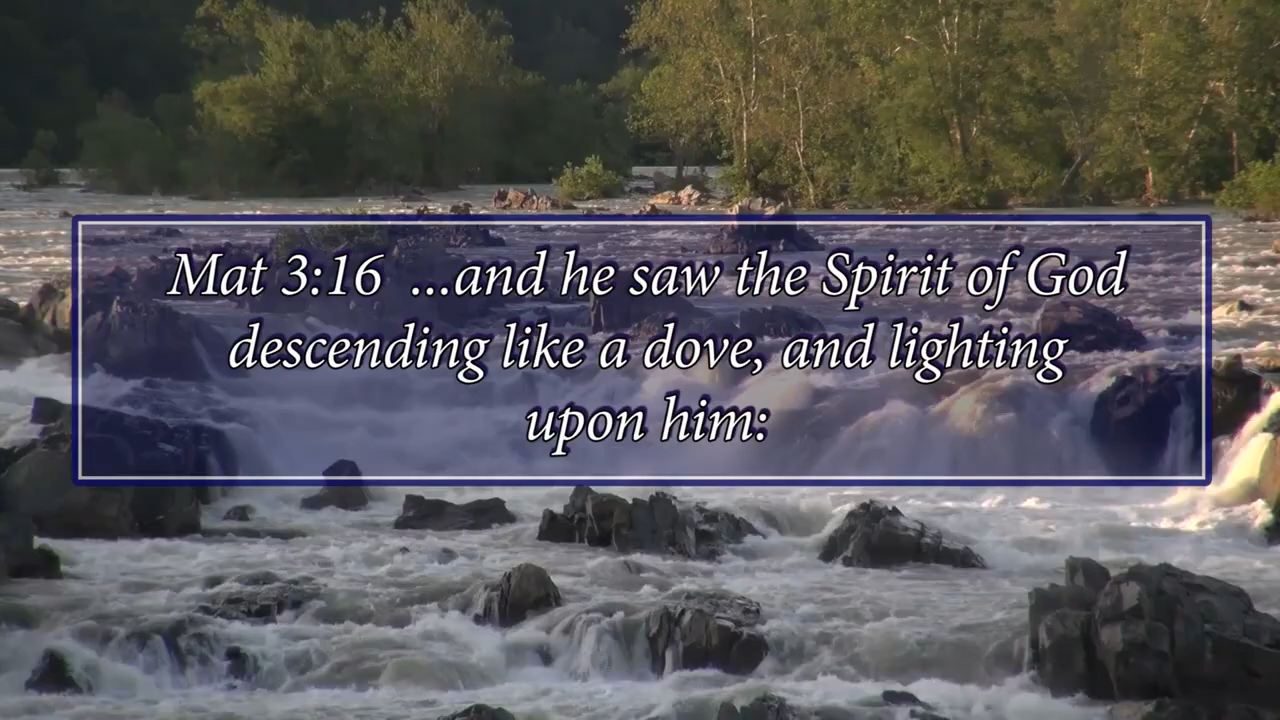 Mat 3:16  ...and he saw the Spirit of God
descending like a dove, and lighting
upon him: